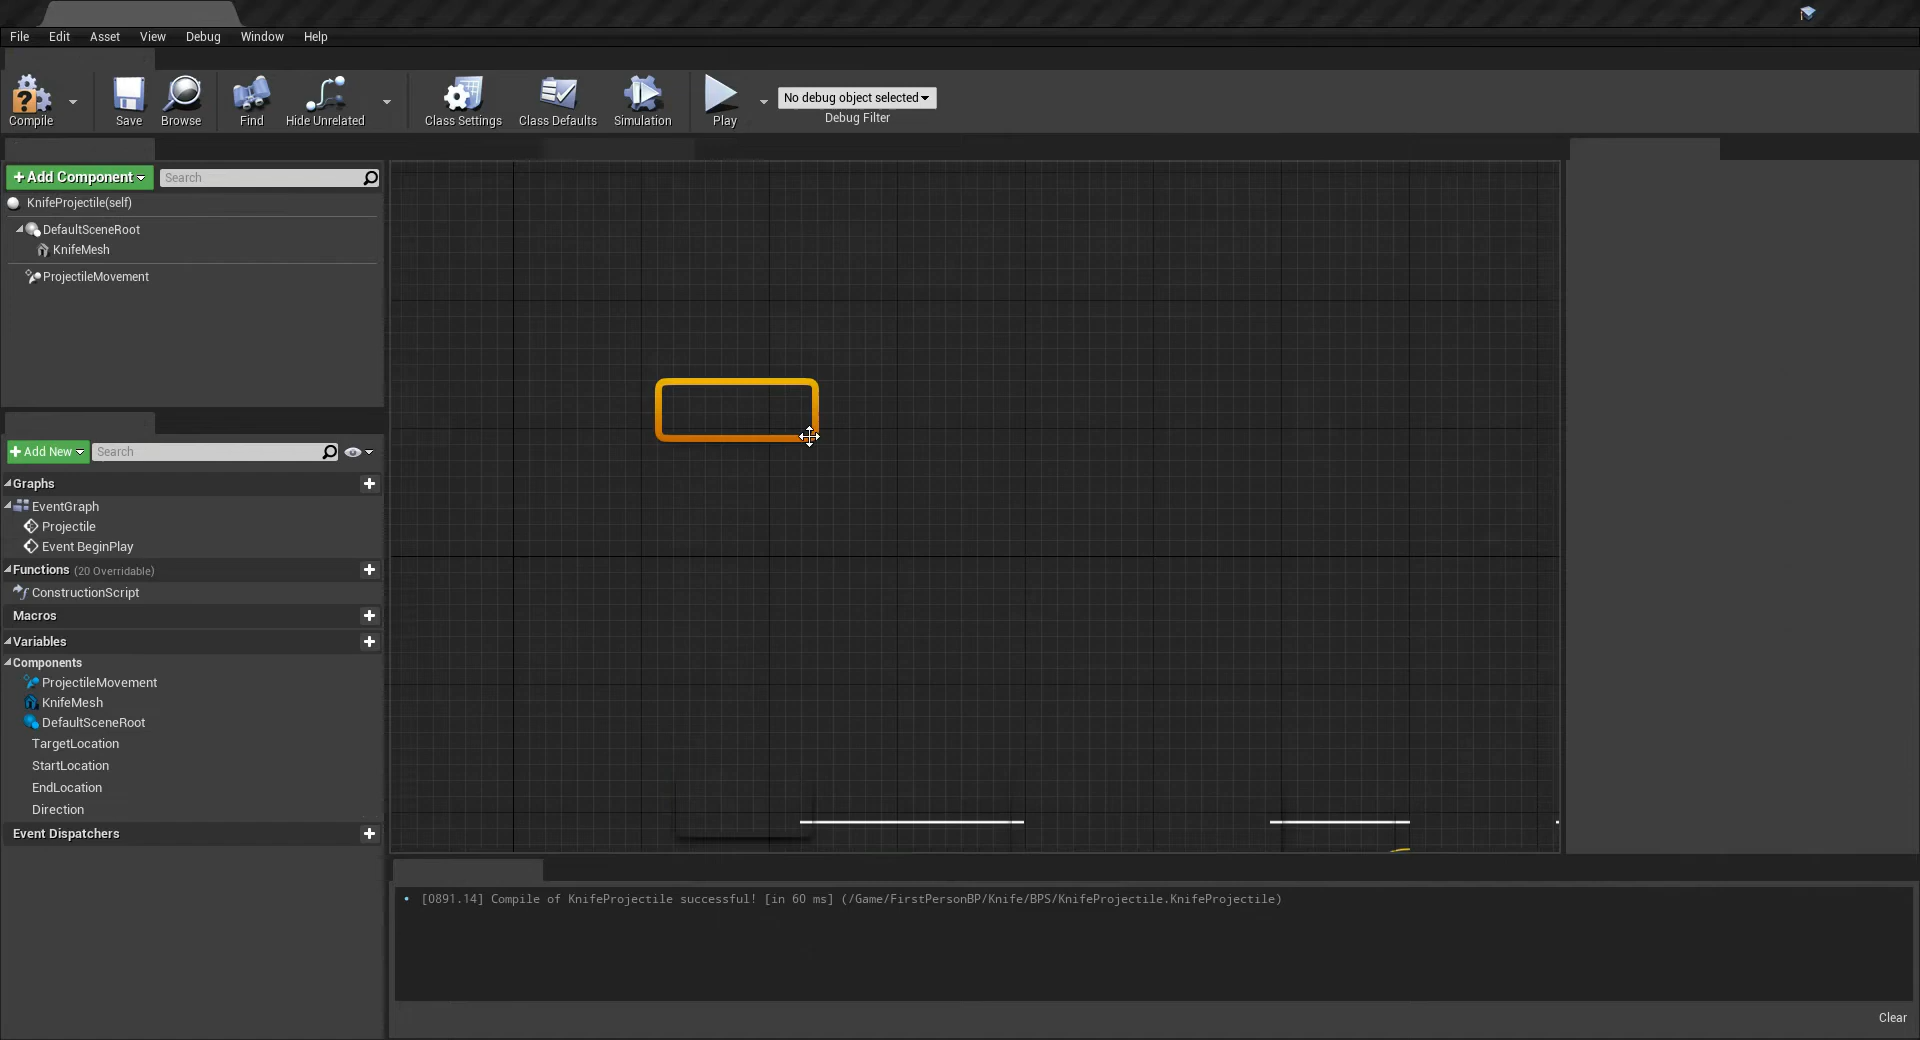 File Edit Asset View Debug Window Help
Compile Save Browse Find Hide Unrelated Class Settings Class Defaults Simulation Play
No debug object selected
Debug Filter
+ Add Component
Search
KnifeProjectile(self)
DefaultSceneRoot
KnifeMesh
ProjectileMovement
+ Add New
Search
Graphs
EventGraph
Projectile
Event BeginPlay
Functions (20 Overridable)
ConstructionScript
Macros
Variables
Components
ProjectileMovement
KnifeMesh
DefaultSceneRoot
TargetLocation
StartLocation
EndLocation
Direction
Event Dispatchers
[0891.14] Compile of KnifeProjectile successful! [in 60 ms] (/Game/FirstPersonBP/Knife/BPS/KnifeProjectile.KnifeProjectile)
Clear